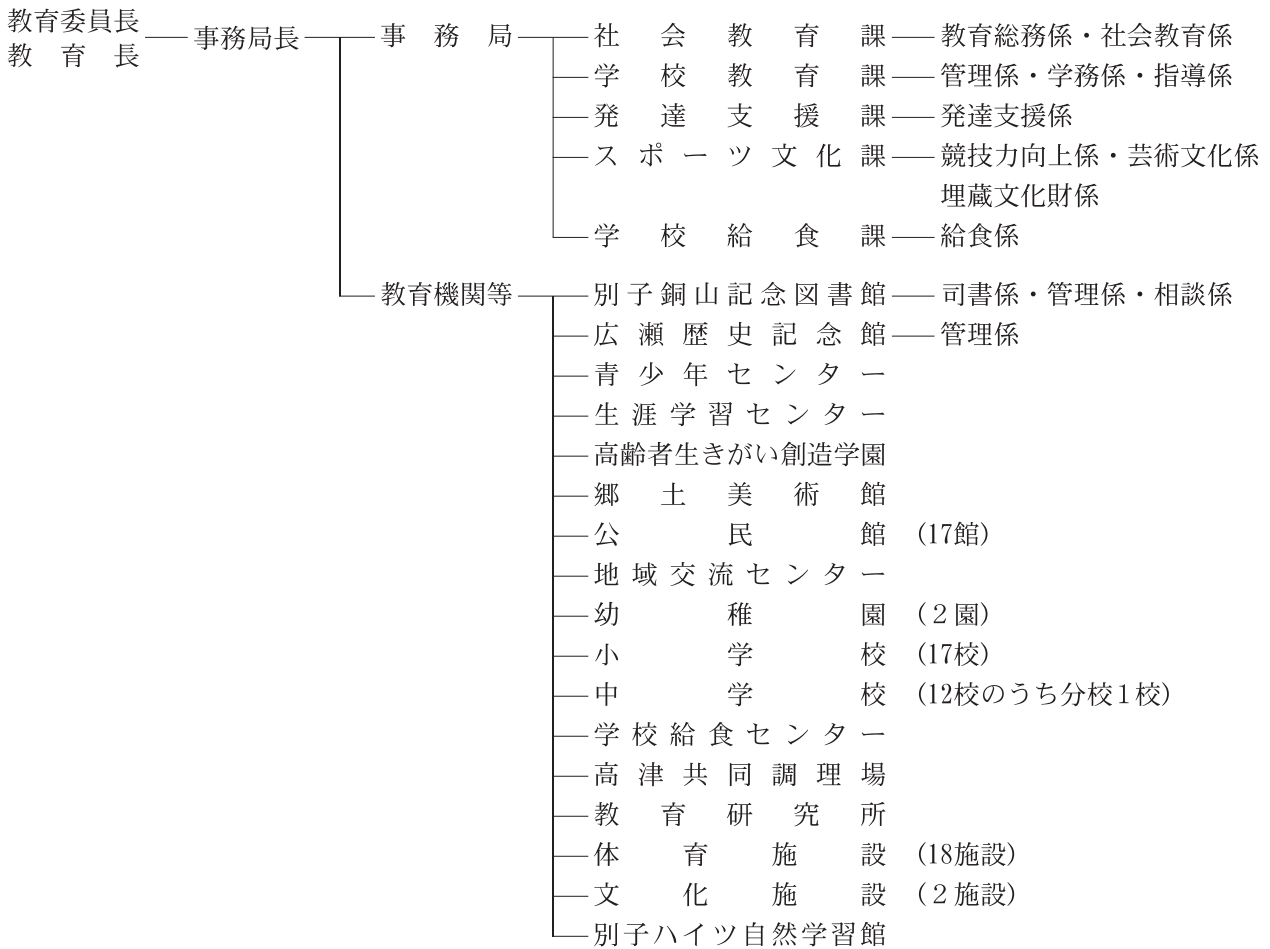 教育委員長
教育長
事務局長
事務局
社会教育課 教育総務係・社会教育係
学校教育課 管理係・学務係・指導係
発達支援課 発達支援係
スポーツ文化課 競技力向上係・芸術文化係
埋蔵文化財係
学校給食課 給食係
教育機関等
別子銅山記念図書館 司書係・管理係・相談係
広瀬歴史記念館 管理係
青少年センター
生涯学習センター
高齢者生きがい創造学園
郷土美術館
公民館 (17館)
地域交流センター
幼稚園 (2園)
小学校 (17校)
中学校 (12校のうち分校1校)
学校給食センター
高津共同調理場
教育研究所
体育施設 (18施設)
文化施設 (2施設)
別子ハイツ自然学習館